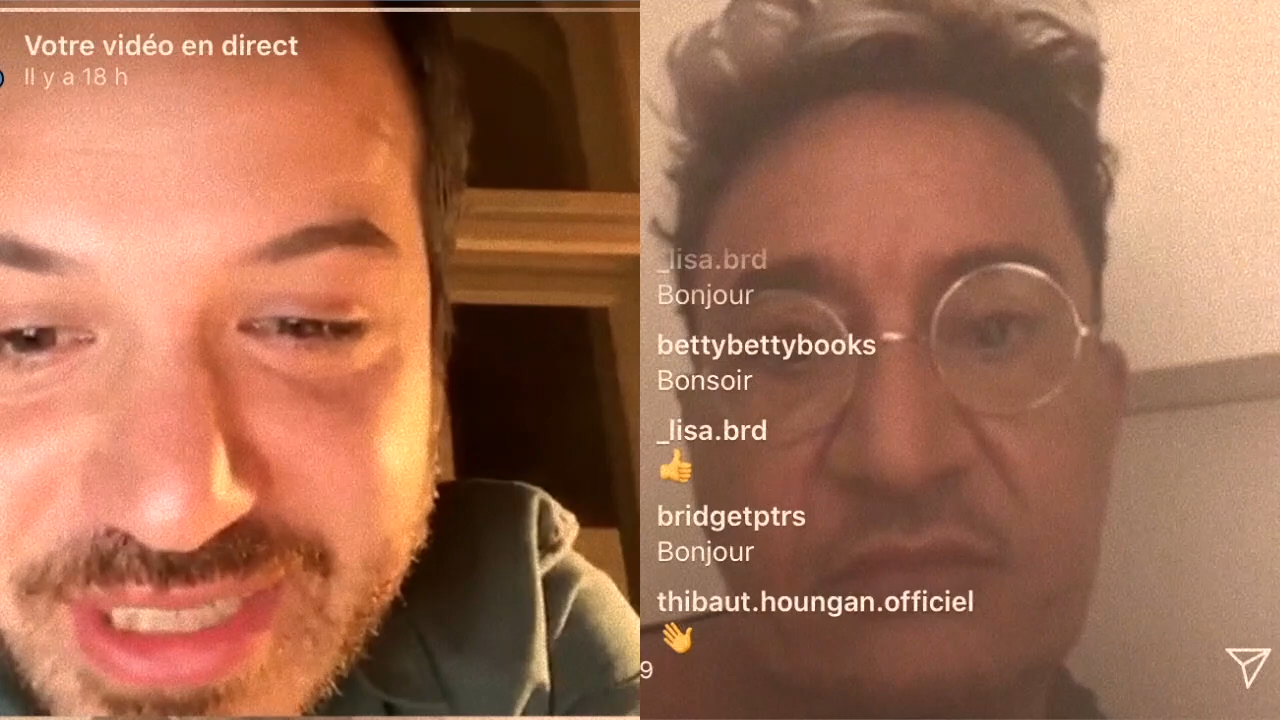 Votre vidéo en direct
Il y a 18 h
_lisa.brd
Bonjour
bettybettybooks
Bonsoir
_lisa.brd
👍
bridgetptrs
Bonjour
thibaut.houngan.officiel
👋
9